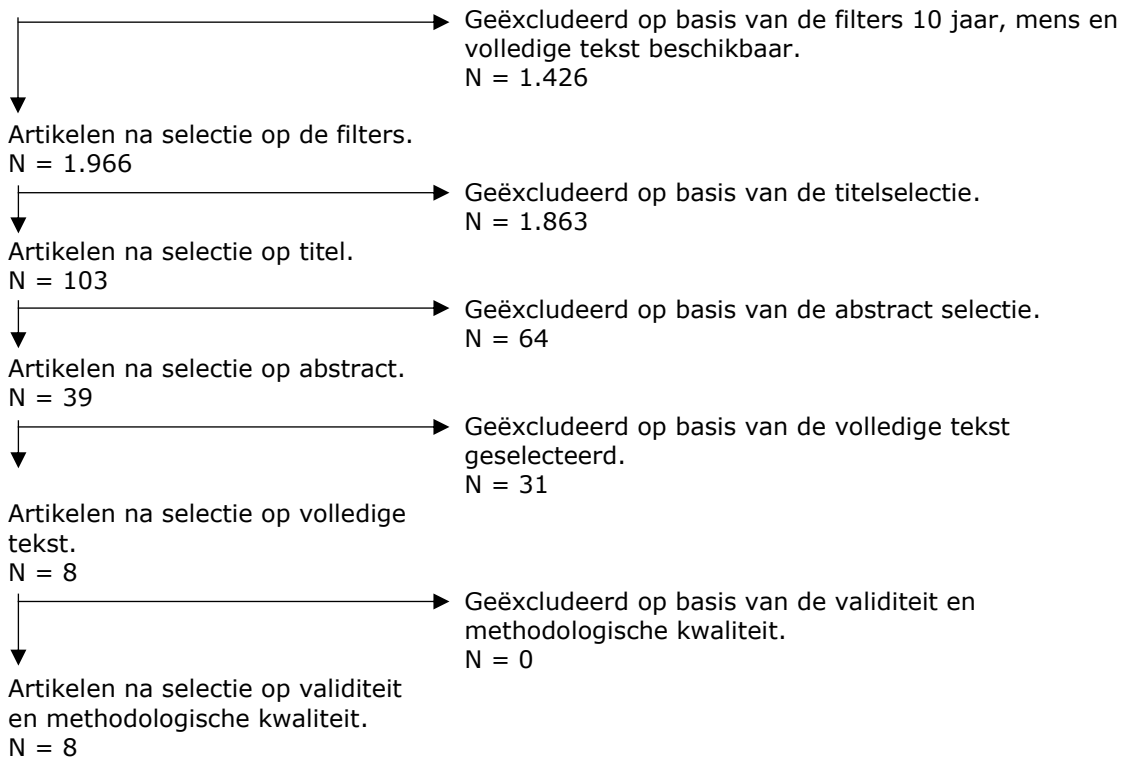 Geëxcludeerd op basis van de filters 10 jaar, mens en
volledige tekst beschikbaar.
N = 1.426
Artikelen na selectie op de filters.
N = 1.966
Geëxcludeerd op basis van de titelselectie.
N = 1.863
Artikelen na selectie op titel.
N = 103
Geëxcludeerd op basis van de abstract selectie.
N = 64
Artikelen na selectie op abstract.
N = 39
Geëxcludeerd op basis van de volledige tekst
geselecteerd.
N = 31
Artikelen na selectie op volledige
tekst.
N = 8
Geëxcludeerd op basis van de validiteit en
methodologische kwaliteit.
N = 0
Artikelen na selectie op validiteit
en methodologische kwaliteit.
N = 8